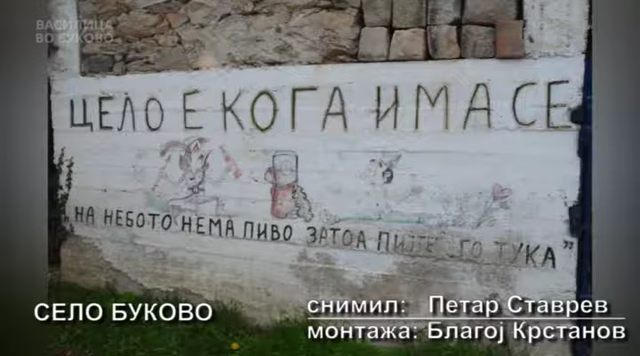 ВАСИЛИЦА
ВО БУКОВО
ЦЕЛО Е КОГА ИМА СЕ
НА НЕБОТО НЕМА ПИВО ЗАТОА ПИЈТЕ ГО ТУКА"
СЕЛО БУКОВО
снимил: Петар Ставрев
монтажа: Благој Крстанов